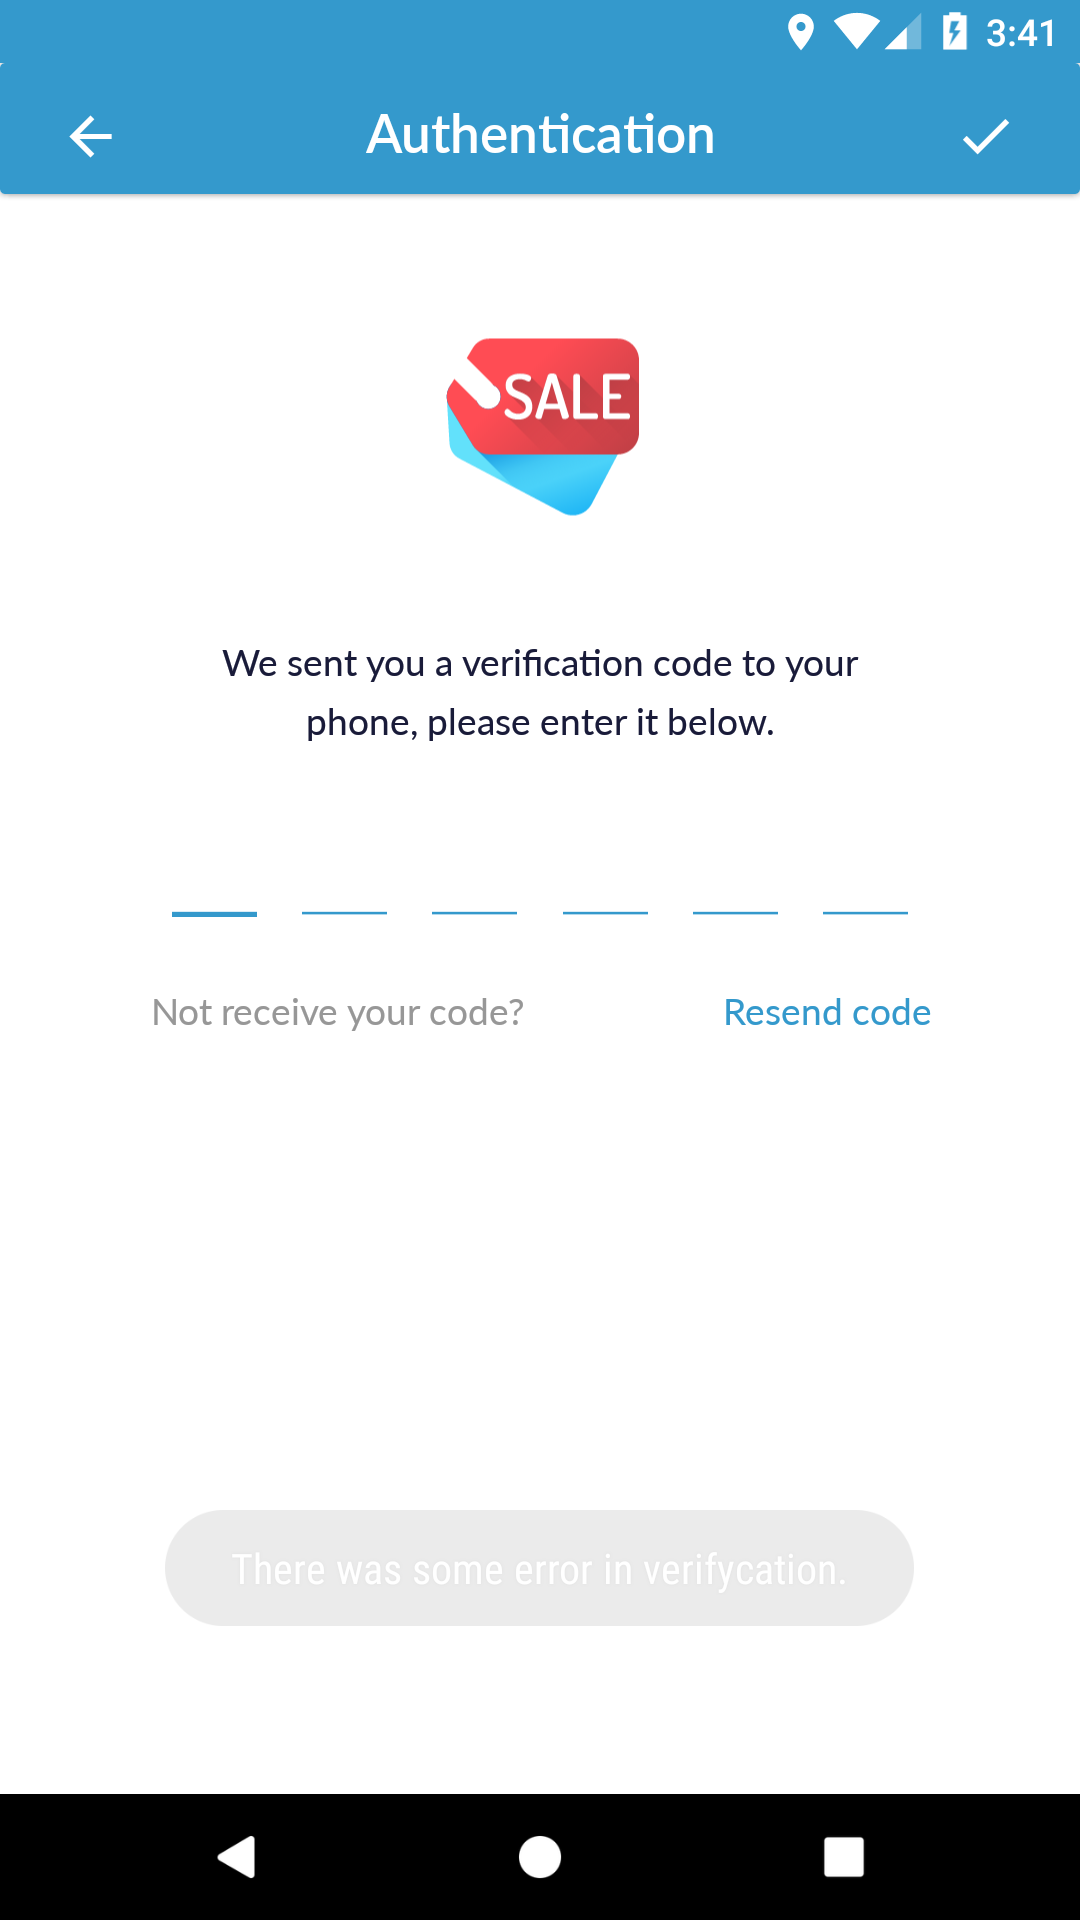 3:41
Authentication
SALE
We sent you a verification code to your
phone, please enter it below.
Not receive your code?
Resend code
There was some error in verifycation.